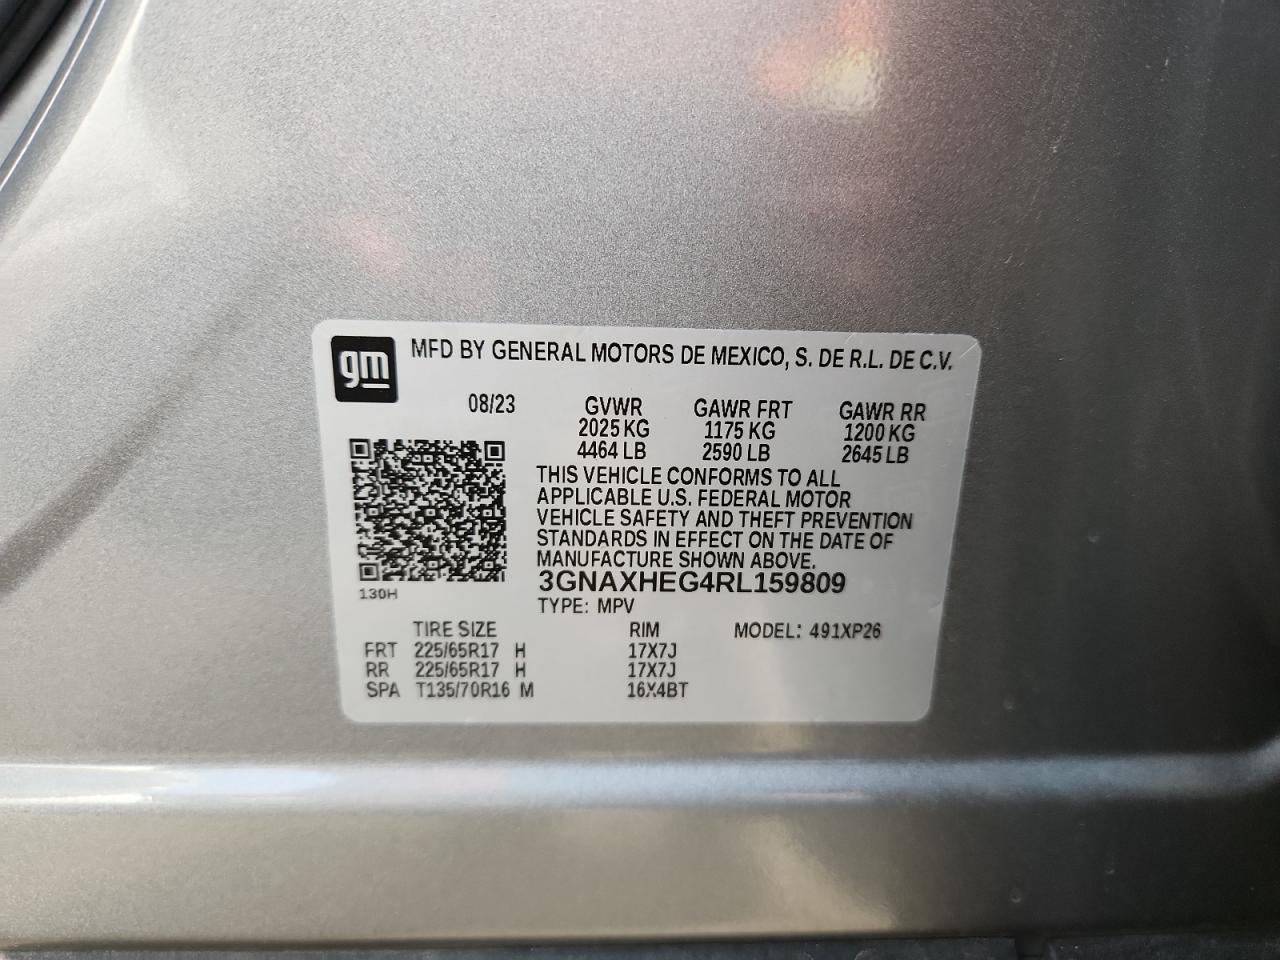 gm
MFD BY GENERAL MOTORS DE MEXICO, S. DE R.L. DE C.V.
08/23 GVWR GAWR FRT GAWR RR
2025 KG 1175 KG 1200 KG
4464 LB 2590 LB 2645 LB
THIS VEHICLE CONFORMS TO ALL
APPLICABLE U.S. FEDERAL MOTOR
VEHICLE SAFETY AND THEFT PREVENTION
STANDARDS IN EFFECT ON THE DATE OF
MANUFACTURE SHOWN ABOVE.
3GNAXHEG4RL159809
130H
TYPE: MPV
TIRE SIZE RIM MODEL: 491XP26
FRT 225/65R17 H 17X7J
RR 225/65R17 H 17X7J
SPA T135/70R16 M 16X4BT